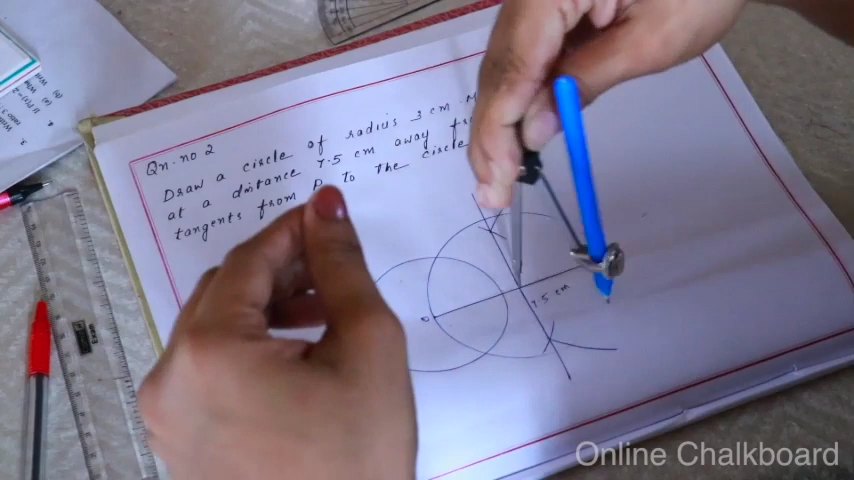 Qn.no 2
Draw a circle of radius 3 cm M
at a distance 7.5 cm away fro
tangents from P to the circle
O
7.5 cm
Online Chalkboard